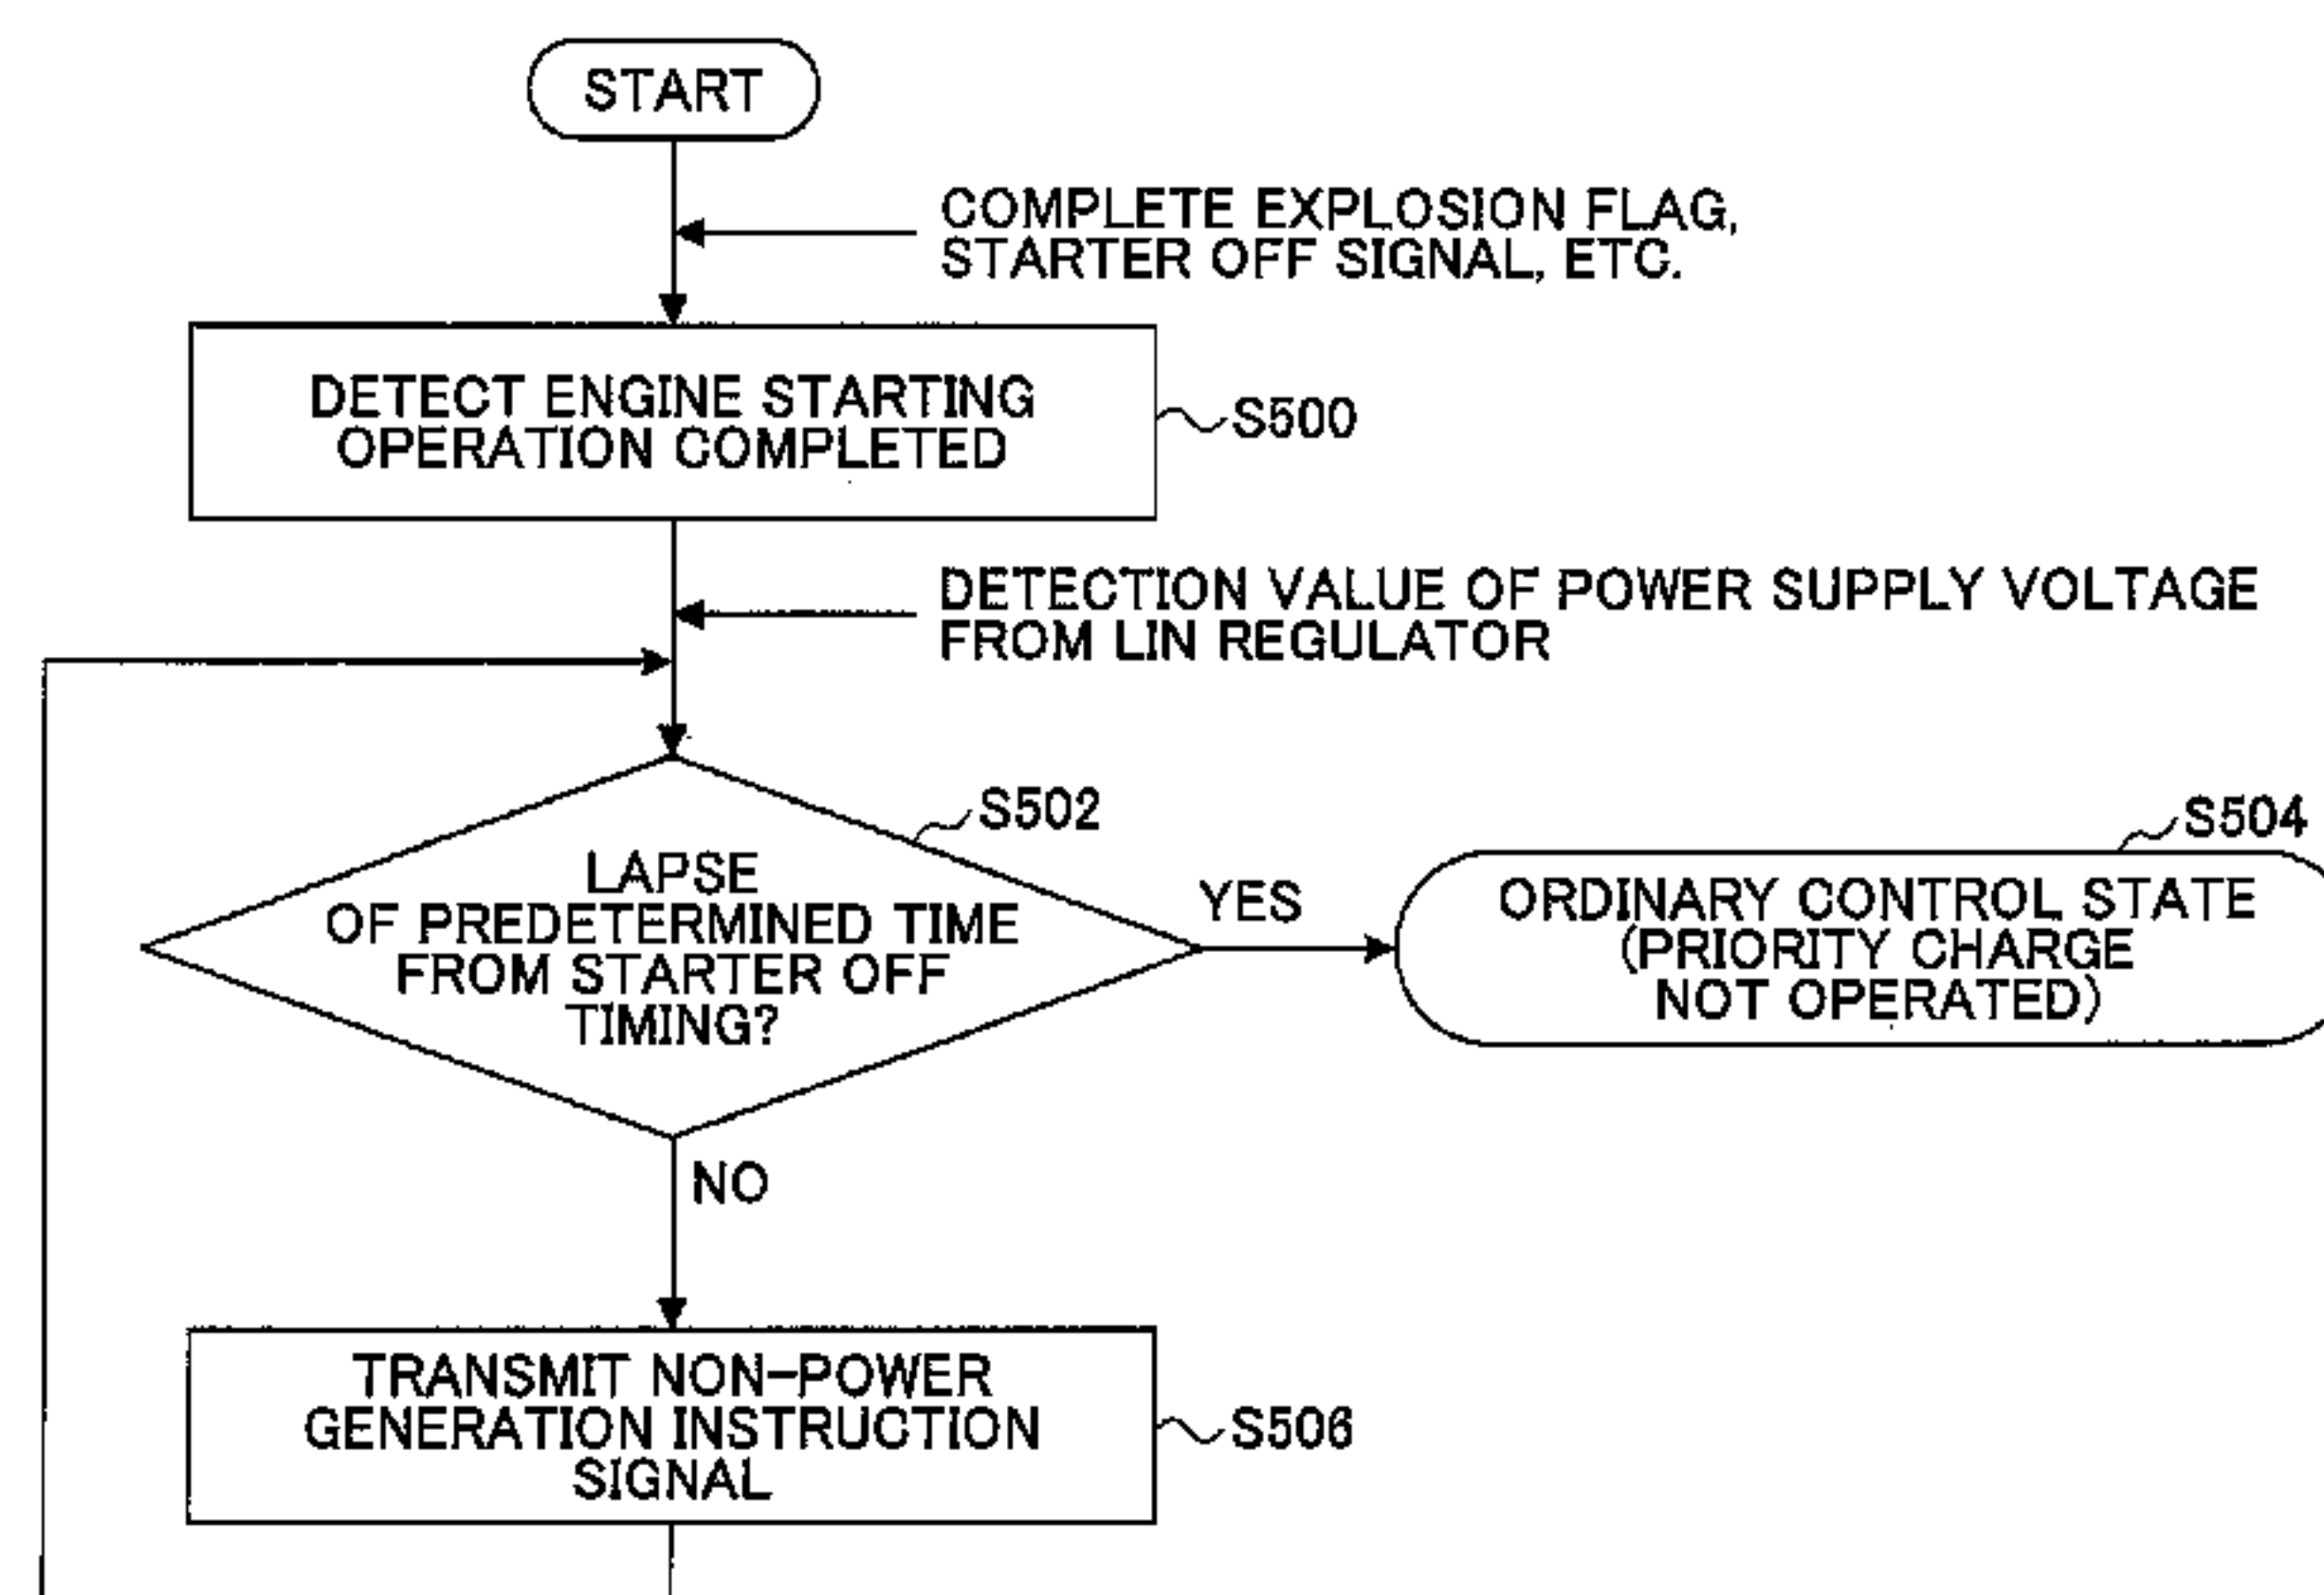 START
COMPLETE EXPLOSION FLAG,
STARTER OFF SIGNAL, ETC.
DETECT ENGINE STARTING
OPERATION COMPLETED
S500
DETECTION VALUE OF POWER SUPPLY VOLTAGE
FROM LIN REGULATOR
S502
LAPSE
OF PREDETERMINED TIME
FROM STARTER OFF
TIMING?
YES
S504
ORDINARY CONTROL STATE
(PRIORITY CHARGE
NOT OPERATED)
NO
TRANSMIT NON-POWER
GENERATION INSTRUCTION
SIGNAL
S506